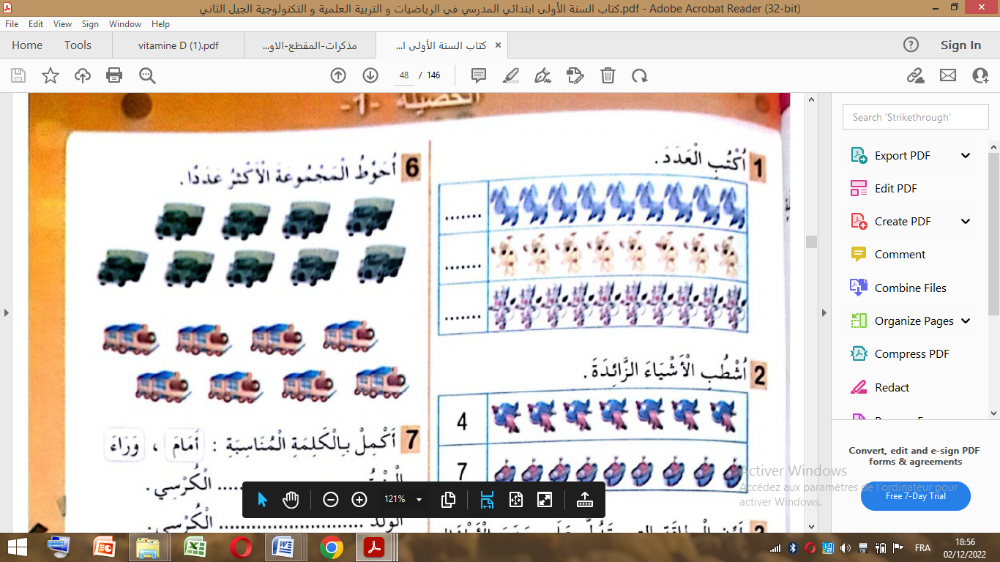 كتاب السنة الأولى ابتدائي المدرسي في الرياضيات و التربية العلمية و التكنولوجية الجيل الثاني.pdf - Adobe Acrobat Reader (32-bit)
File Edit View Sign Window Help
Home Tools vitamine D (1).pdf مذكرات-المقطع-الاو... كتاب السنة الأولى ا... × Sign In
48 / 146
الحصيلة -1-
Search 'Strikethrough'
Export PDF
Edit PDF
Create PDF
Comment
Combine Files
Organize Pages
Compress PDF
Redact
Convert, edit and e-sign PDF
forms & agreements
Free 7-Day Trial
1 أُكْتُبِ الْعَدَدَ.
.......
.......
.......
2 أُشْطُبِ الْأَشْيَاءَ الزَّائِدَةَ.
4
7
6 أُحَوِّطُ الْمَجْمُوعَةَ الْأَكْثَرُ عَدَدًا.
7 أَكْمِلْ بِالْكَلِمَةِ الْمُنَاسِبَةِ : أَمَامَ ، وَرَاءَ
..... الْكُرْسِي.
الْوَلَدُ ........................ الْكُرْسِي.
121%
Activer Windows
Accédez aux paramètres de l'ordinateur pour
activer Windows.
FRA
18:56
02/12/2022